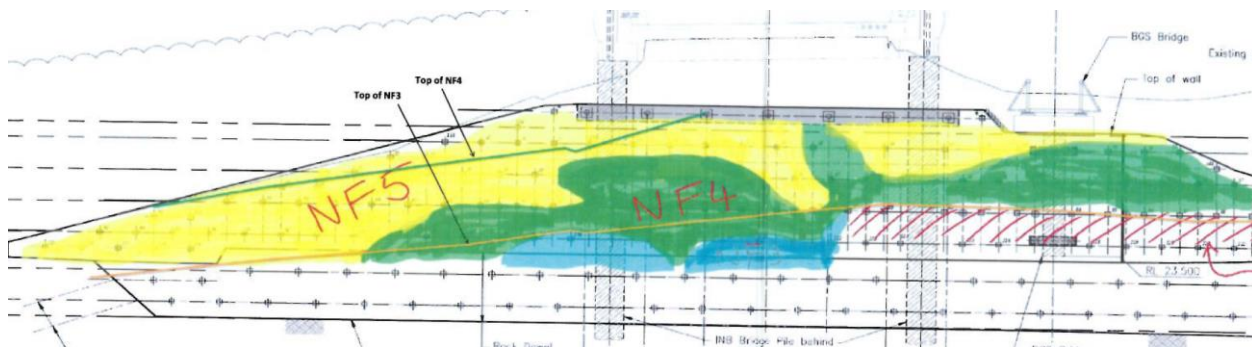 BGS Bridge
Existing
Top of wall
Top of NF4
Top of NF3
NF5
NF4
RL 23.500
INB Bridge Pile behind